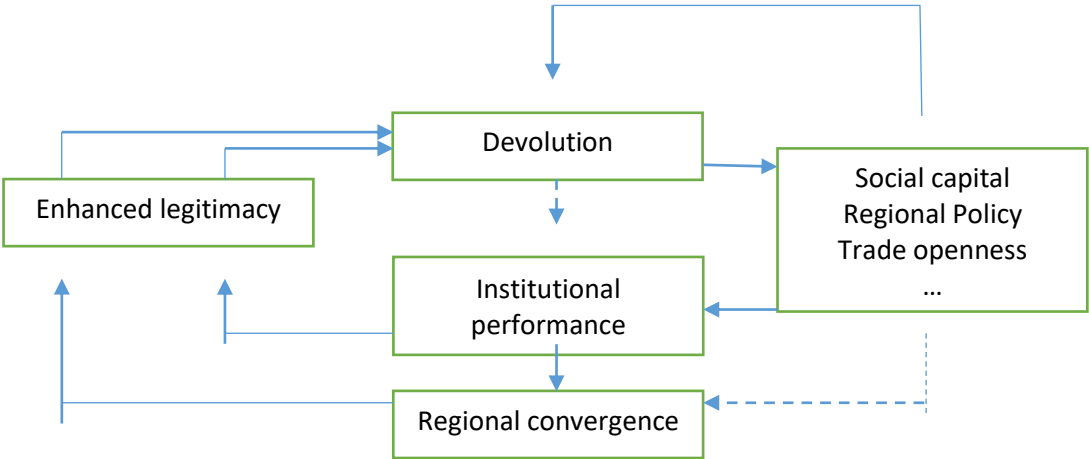 Devolution
Enhanced legitimacy
Social capital
Regional Policy
Trade openness
...
Institutional
performance
Regional convergence